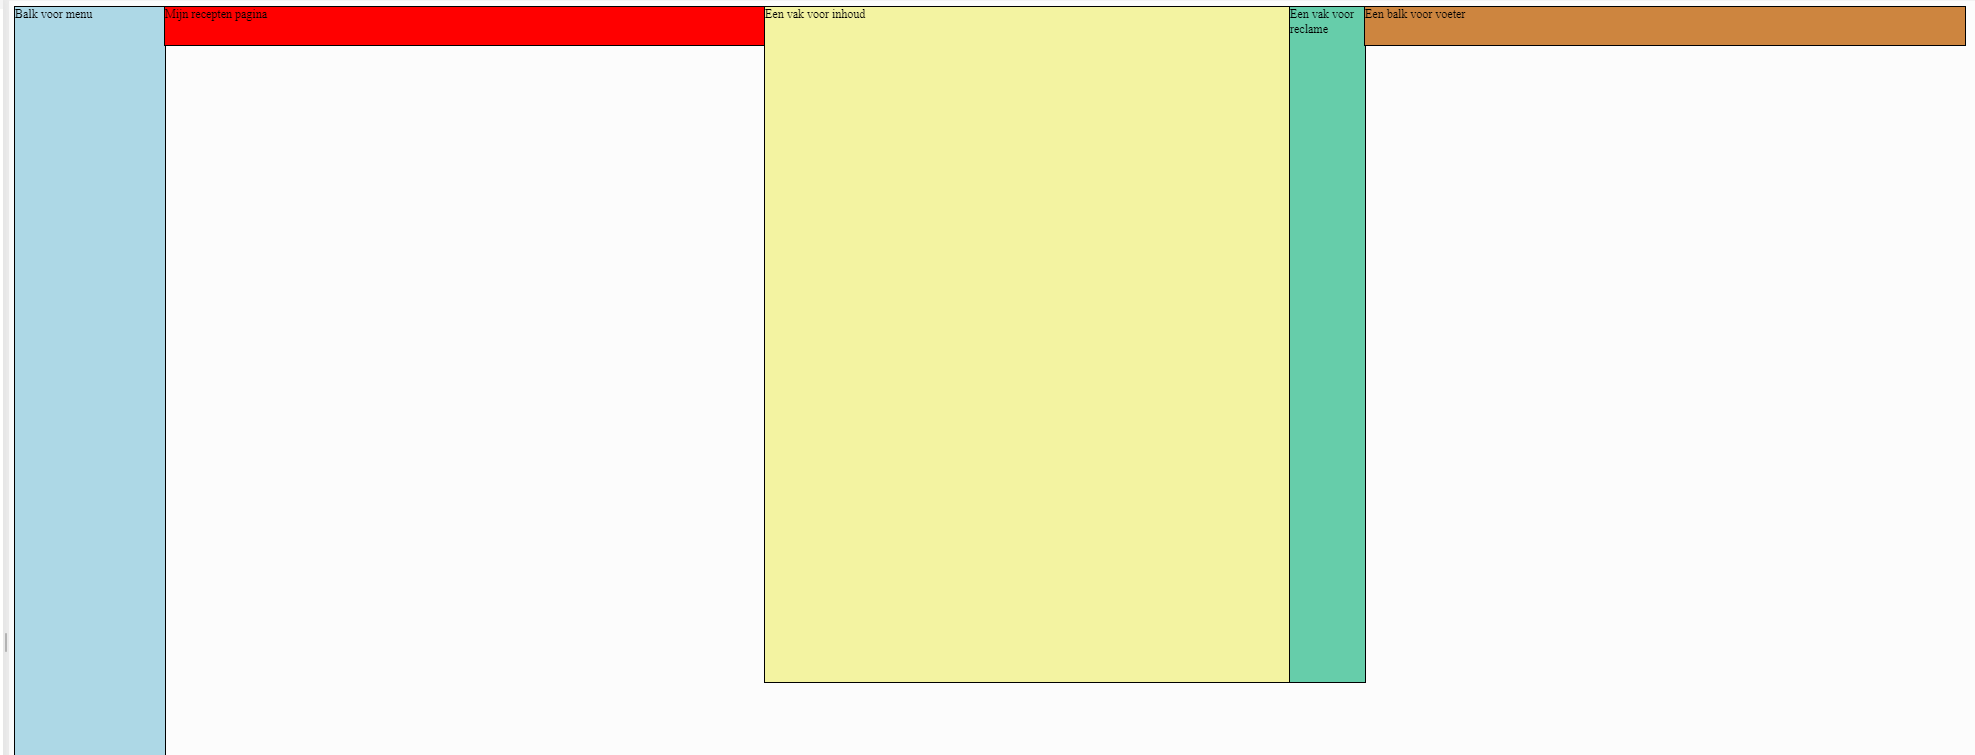 Balk voor menu
Mijn recepten pagina
Een vak voor inhoud
Een vak voor
reclame
Een balk voor voeter